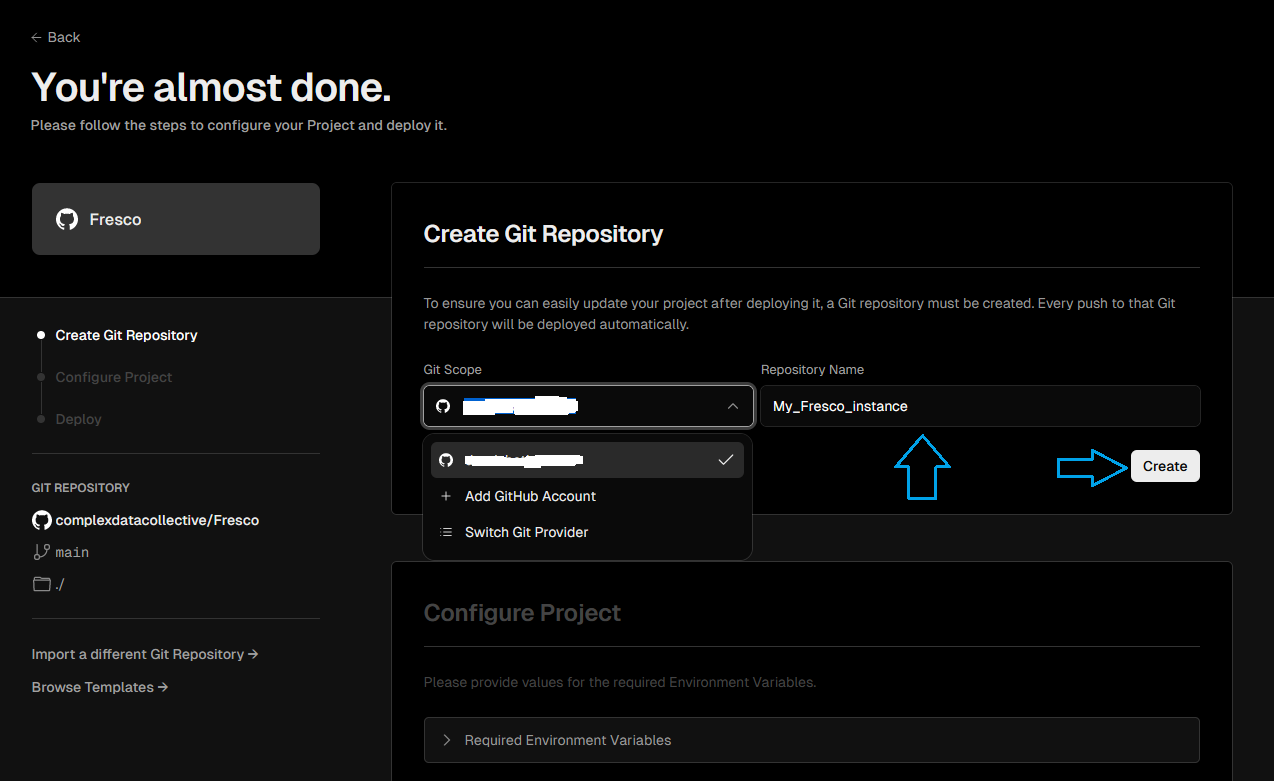 ← Back
You're almost done.
Please follow the steps to configure your Project and deploy it.
Fresco
Create Git Repository
Configure Project
Deploy
GIT REPOSITORY
complexdatacollective/Fresco
main
./
Import a different Git Repository →
Browse Templates →
Create Git Repository
To ensure you can easily update your project after deploying it, a Git repository must be created. Every push to that Git
repository will be deployed automatically.
Git Scope
Repository Name
My_Fresco_instance
+ Add GitHub Account
Switch Git Provider
Create
Configure Project
Please provide values for the required Environment Variables.
Required Environment Variables